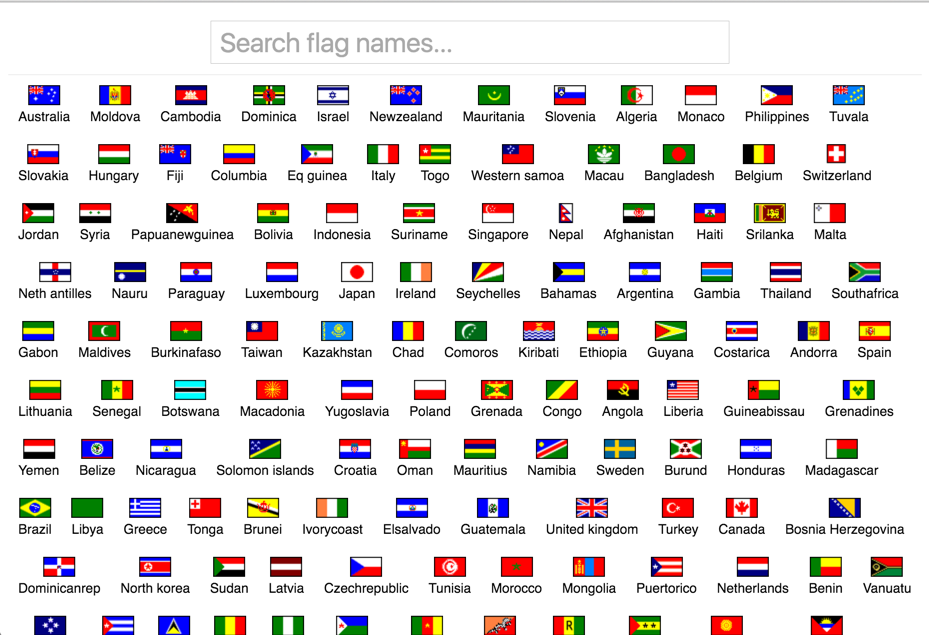 Search flag names...
Australia Moldova Cambodia Dominica Israel Newzealand Mauritania Slovenia Algeria Monaco Philippines Tuvala
Slovakia Hungary Fiji Columbia Eq guinea Italy Togo Western samoa Macau Bangladesh Belgium Switzerland
Jordan Syria Papuanewguinea Bolivia Indonesia Suriname Singapore Nepal Afghanistan Haiti Srilanka Malta
Neth antilles Nauru Paraguay Luxembourg Japan Ireland Seychelles Bahamas Argentina Gambia Thailand Southafrica
Gabon Maldives Burkinafaso Taiwan Kazakhstan Chad Comoros Kiribati Ethiopia Guyana Costarica Andorra Spain
Lithuania Senegal Botswana Macadonia Yugoslavia Poland Grenada Congo Angola Liberia Guineabissau Grenadines
Yemen Belize Nicaragua Solomon islands Croatia Oman Mauritius Namibia Sweden Burund Honduras Madagascar
Brazil Libya Greece Tonga Brunei Ivorycoast Elsalvado Guatemala United kingdom Turkey Canada Bosnia Herzegovina
Dominicanrep North korea Sudan Latvia Czechrepublic Tunisia Morocco Mongolia Puertorico Netherlands Benin Vanuatu
R